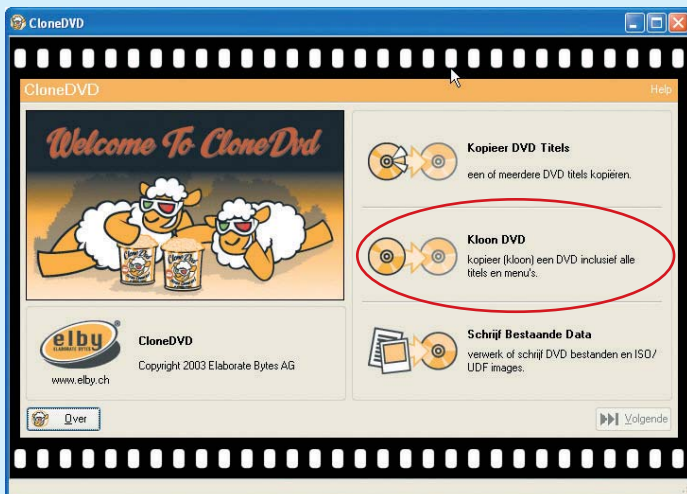 CloneDVD
CloneDVD
Help
Welcome To CloneDvd
CloneDvd
CloneDvd
Kopieer DVD Titels
een of meerdere DVD titels kopiëren.
Kloon DVD
kopieer (kloon) een DVD inclusief alle
titels en menu's.
Schrijf Bestaande Data
verwerk of schrijf DVD bestanden en ISO/
UDF images.
elby
ELABORATE BYTES
www.elby.ch
CloneDVD
Copyright 2003 Elaborate Bytes AG
Over
Volgende